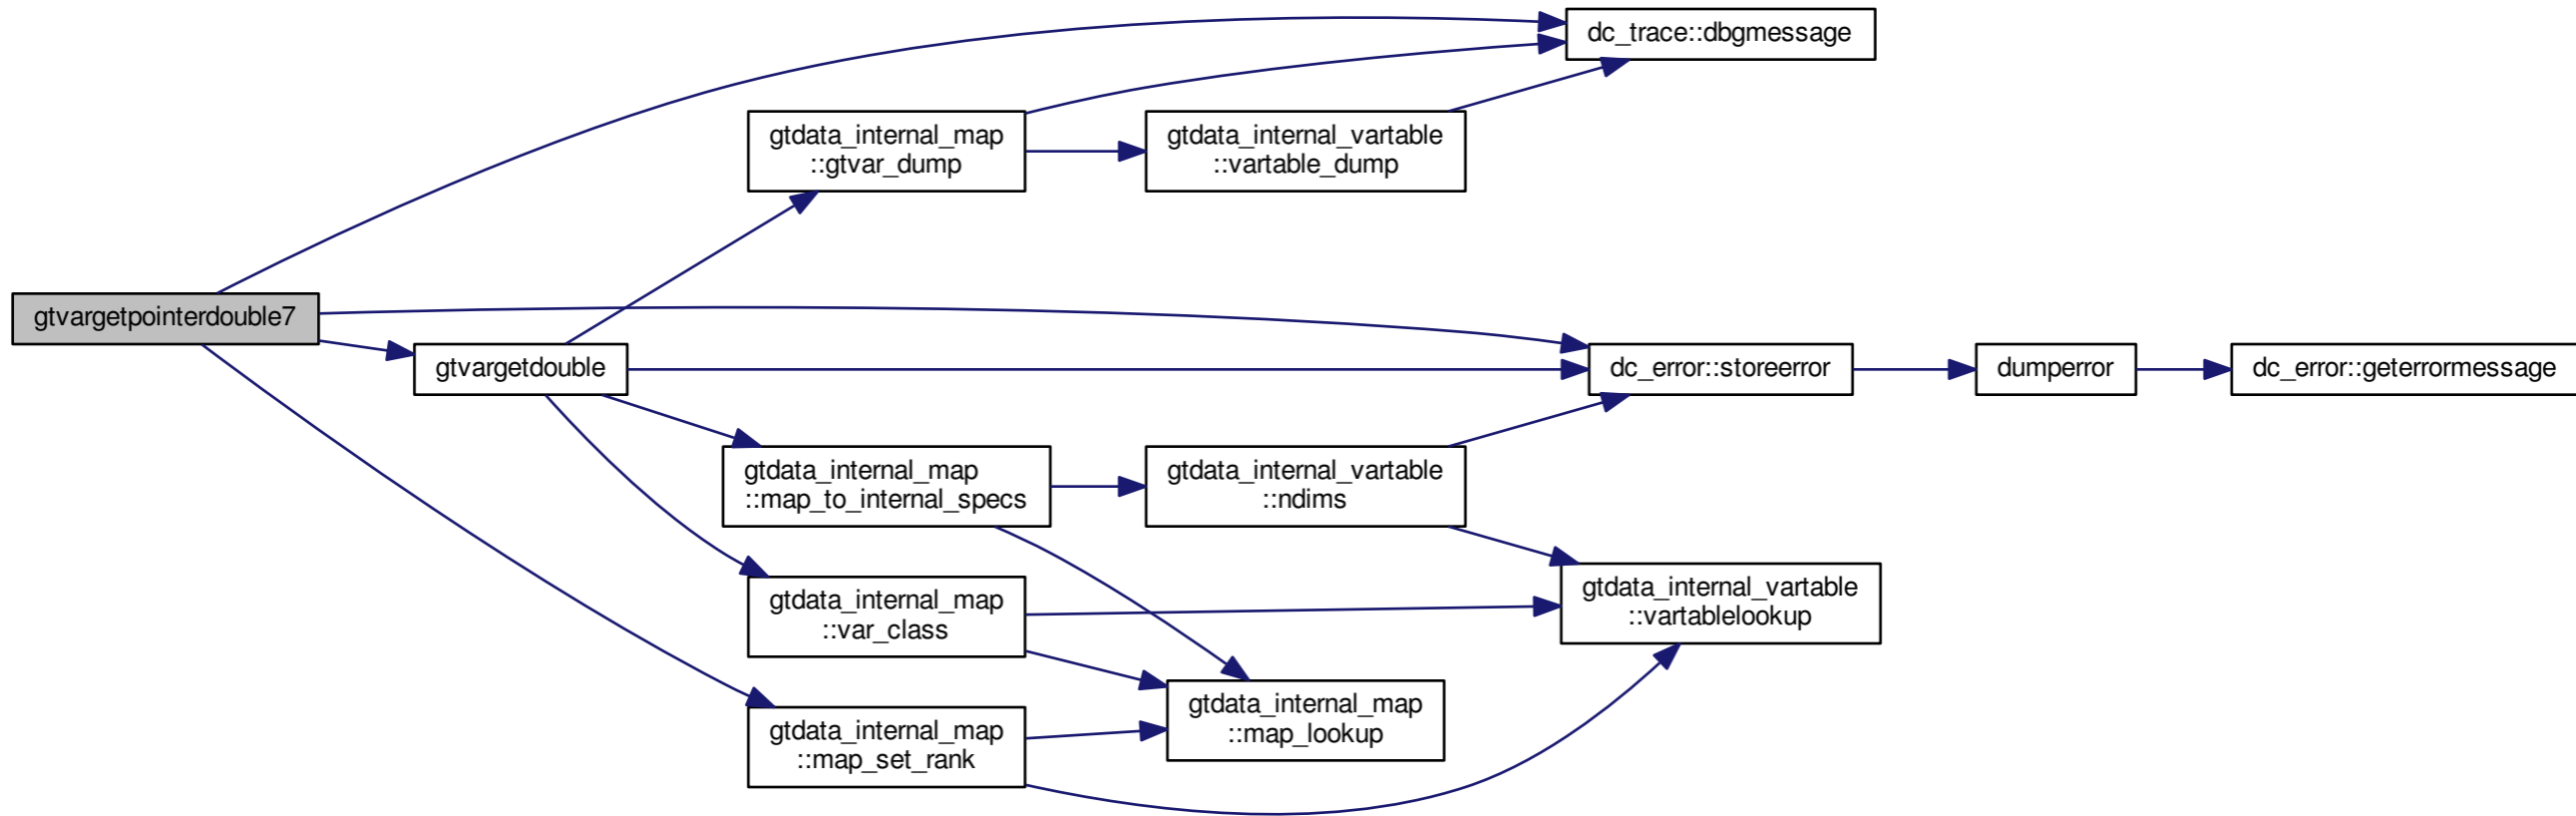 dc_trace::dbgmessage
gtdata_internal_map
::gtvar_dump
gtdata_internal_vartable
::vartable_dump
gtvargetpointerdouble7
gtvargetdouble
dc_error::storeerror
dumperror
dc_error::geterrormessage
gtdata_internal_map
::map_to_internal_specs
gtdata_internal_vartable
::ndims
gtdata_internal_map
::var_class
gtdata_internal_vartable
::vartablelookup
gtdata_internal_map
::map_lookup
gtdata_internal_map
::map_set_rank